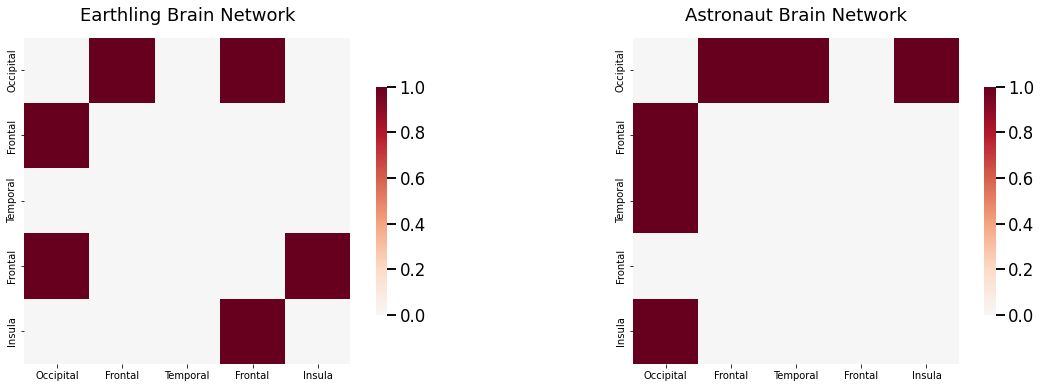 Earthling Brain Network
Astronaut Brain Network
Occipital
Frontal
Temporal
Frontal
Insula
Occipital
Frontal
Temporal
Frontal
Insula
1.0
0.8
0.6
0.4
0.2
0.0
Occipital
Frontal
Temporal
Frontal
Insula
Occipital
Frontal
Temporal
Frontal
Insula
1.0
0.8
0.6
0.4
0.2
0.0